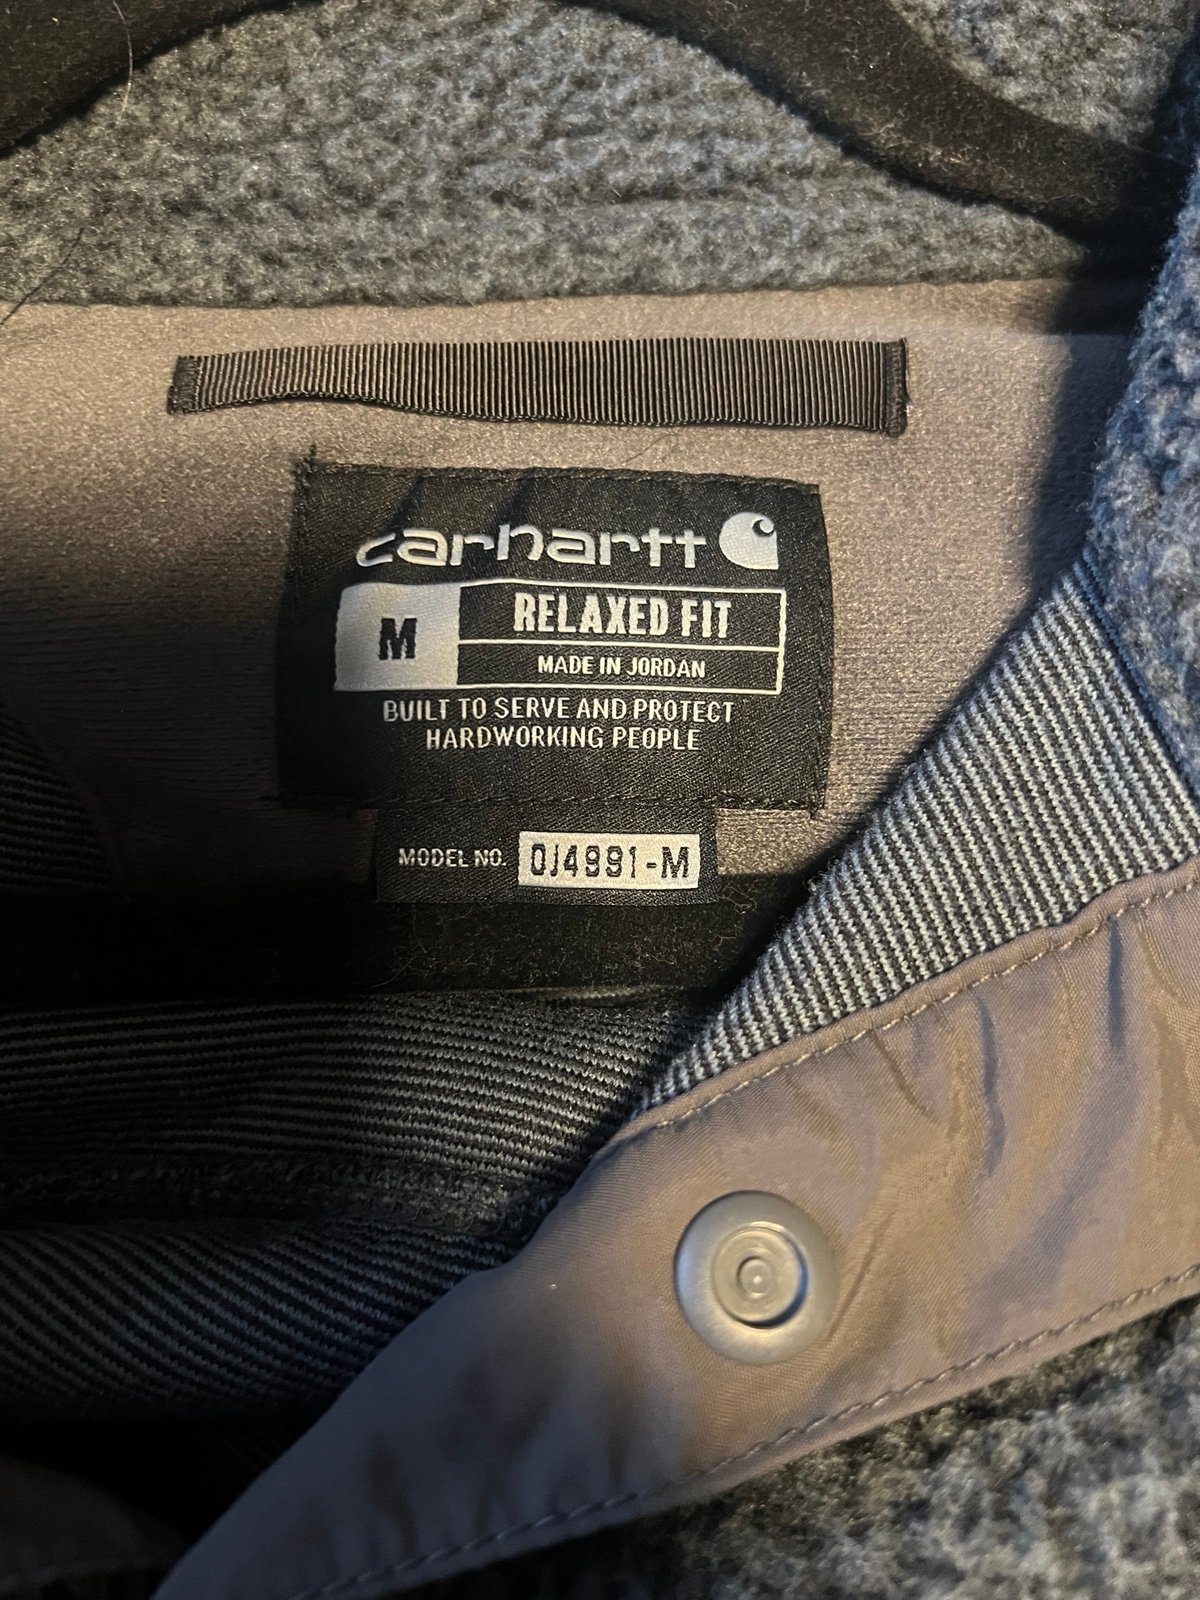 carhartt
M
RELAXED FIT
MADE IN JORDAN
BUILT TO SERVE AND PROTECT
HARDWORKING PEOPLE
MODEL NO. OJ4991-M